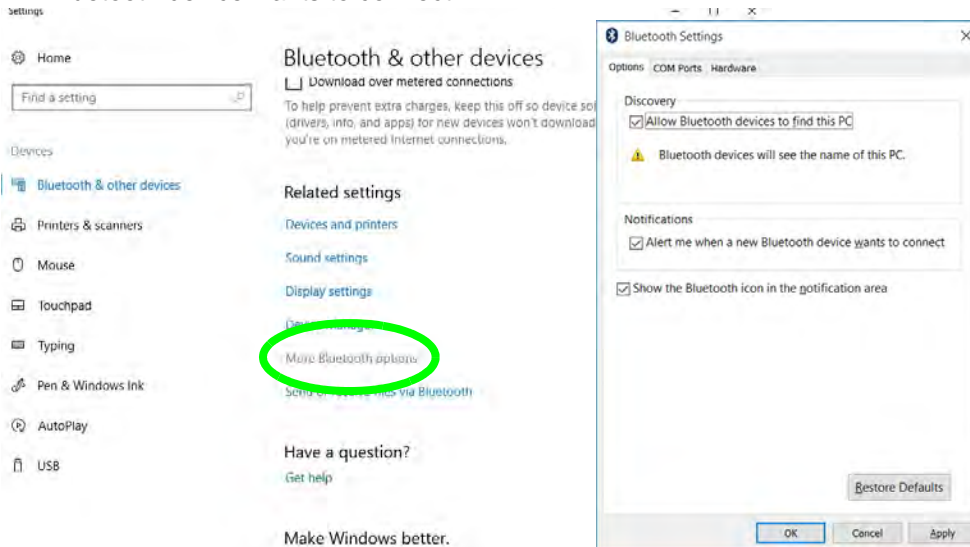 Settings
Home
Find a setting
Devices
Bluetooth & other devices
Printers & scanners
Mouse
Touchpad
Typing
Pen & Windows Ink
AutoPlay
USB
Bluetooth & other devices
Download over metered connections
To help prevent extra charges, keep this off so device sof
(drivers, info, and apps) for new devices won't download
you're on metered Internet connections.
Related settings
Devices and printers
Sound settings
Display settings
More Bluetooth options
files via Bluetooth
Have a question?
Get help
Make Windows better.
Bluetooth Settings
Options COM Ports Hardware
Discovery
Allow Bluetooth devices to find this PC
Bluetooth devices will see the name of this PC.
Notifications
Alert me when a new Bluetooth device wants to connect
Show the Bluetooth icon in the notification area
Restore Defaults
OK Cancel Apply